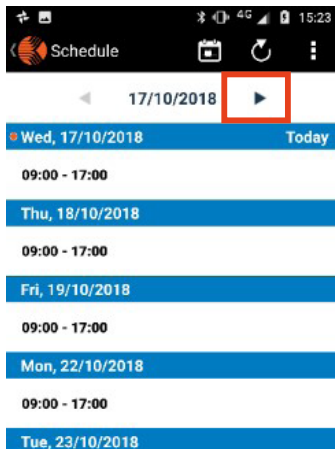 4G 15:23
Schedule
17/10/2018
Wed, 17/10/2018 Today
09:00 - 17:00
Thu, 18/10/2018
09:00 - 17:00
Fri, 19/10/2018
09:00 - 17:00
Mon, 22/10/2018
09:00 - 17:00
Tue, 23/10/2018